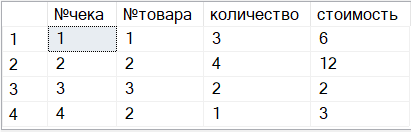 №чека №товара количество стоимость
1 1 1 3 6
2 2 2 4 12
3 3 3 2 2
4 4 2 1 3